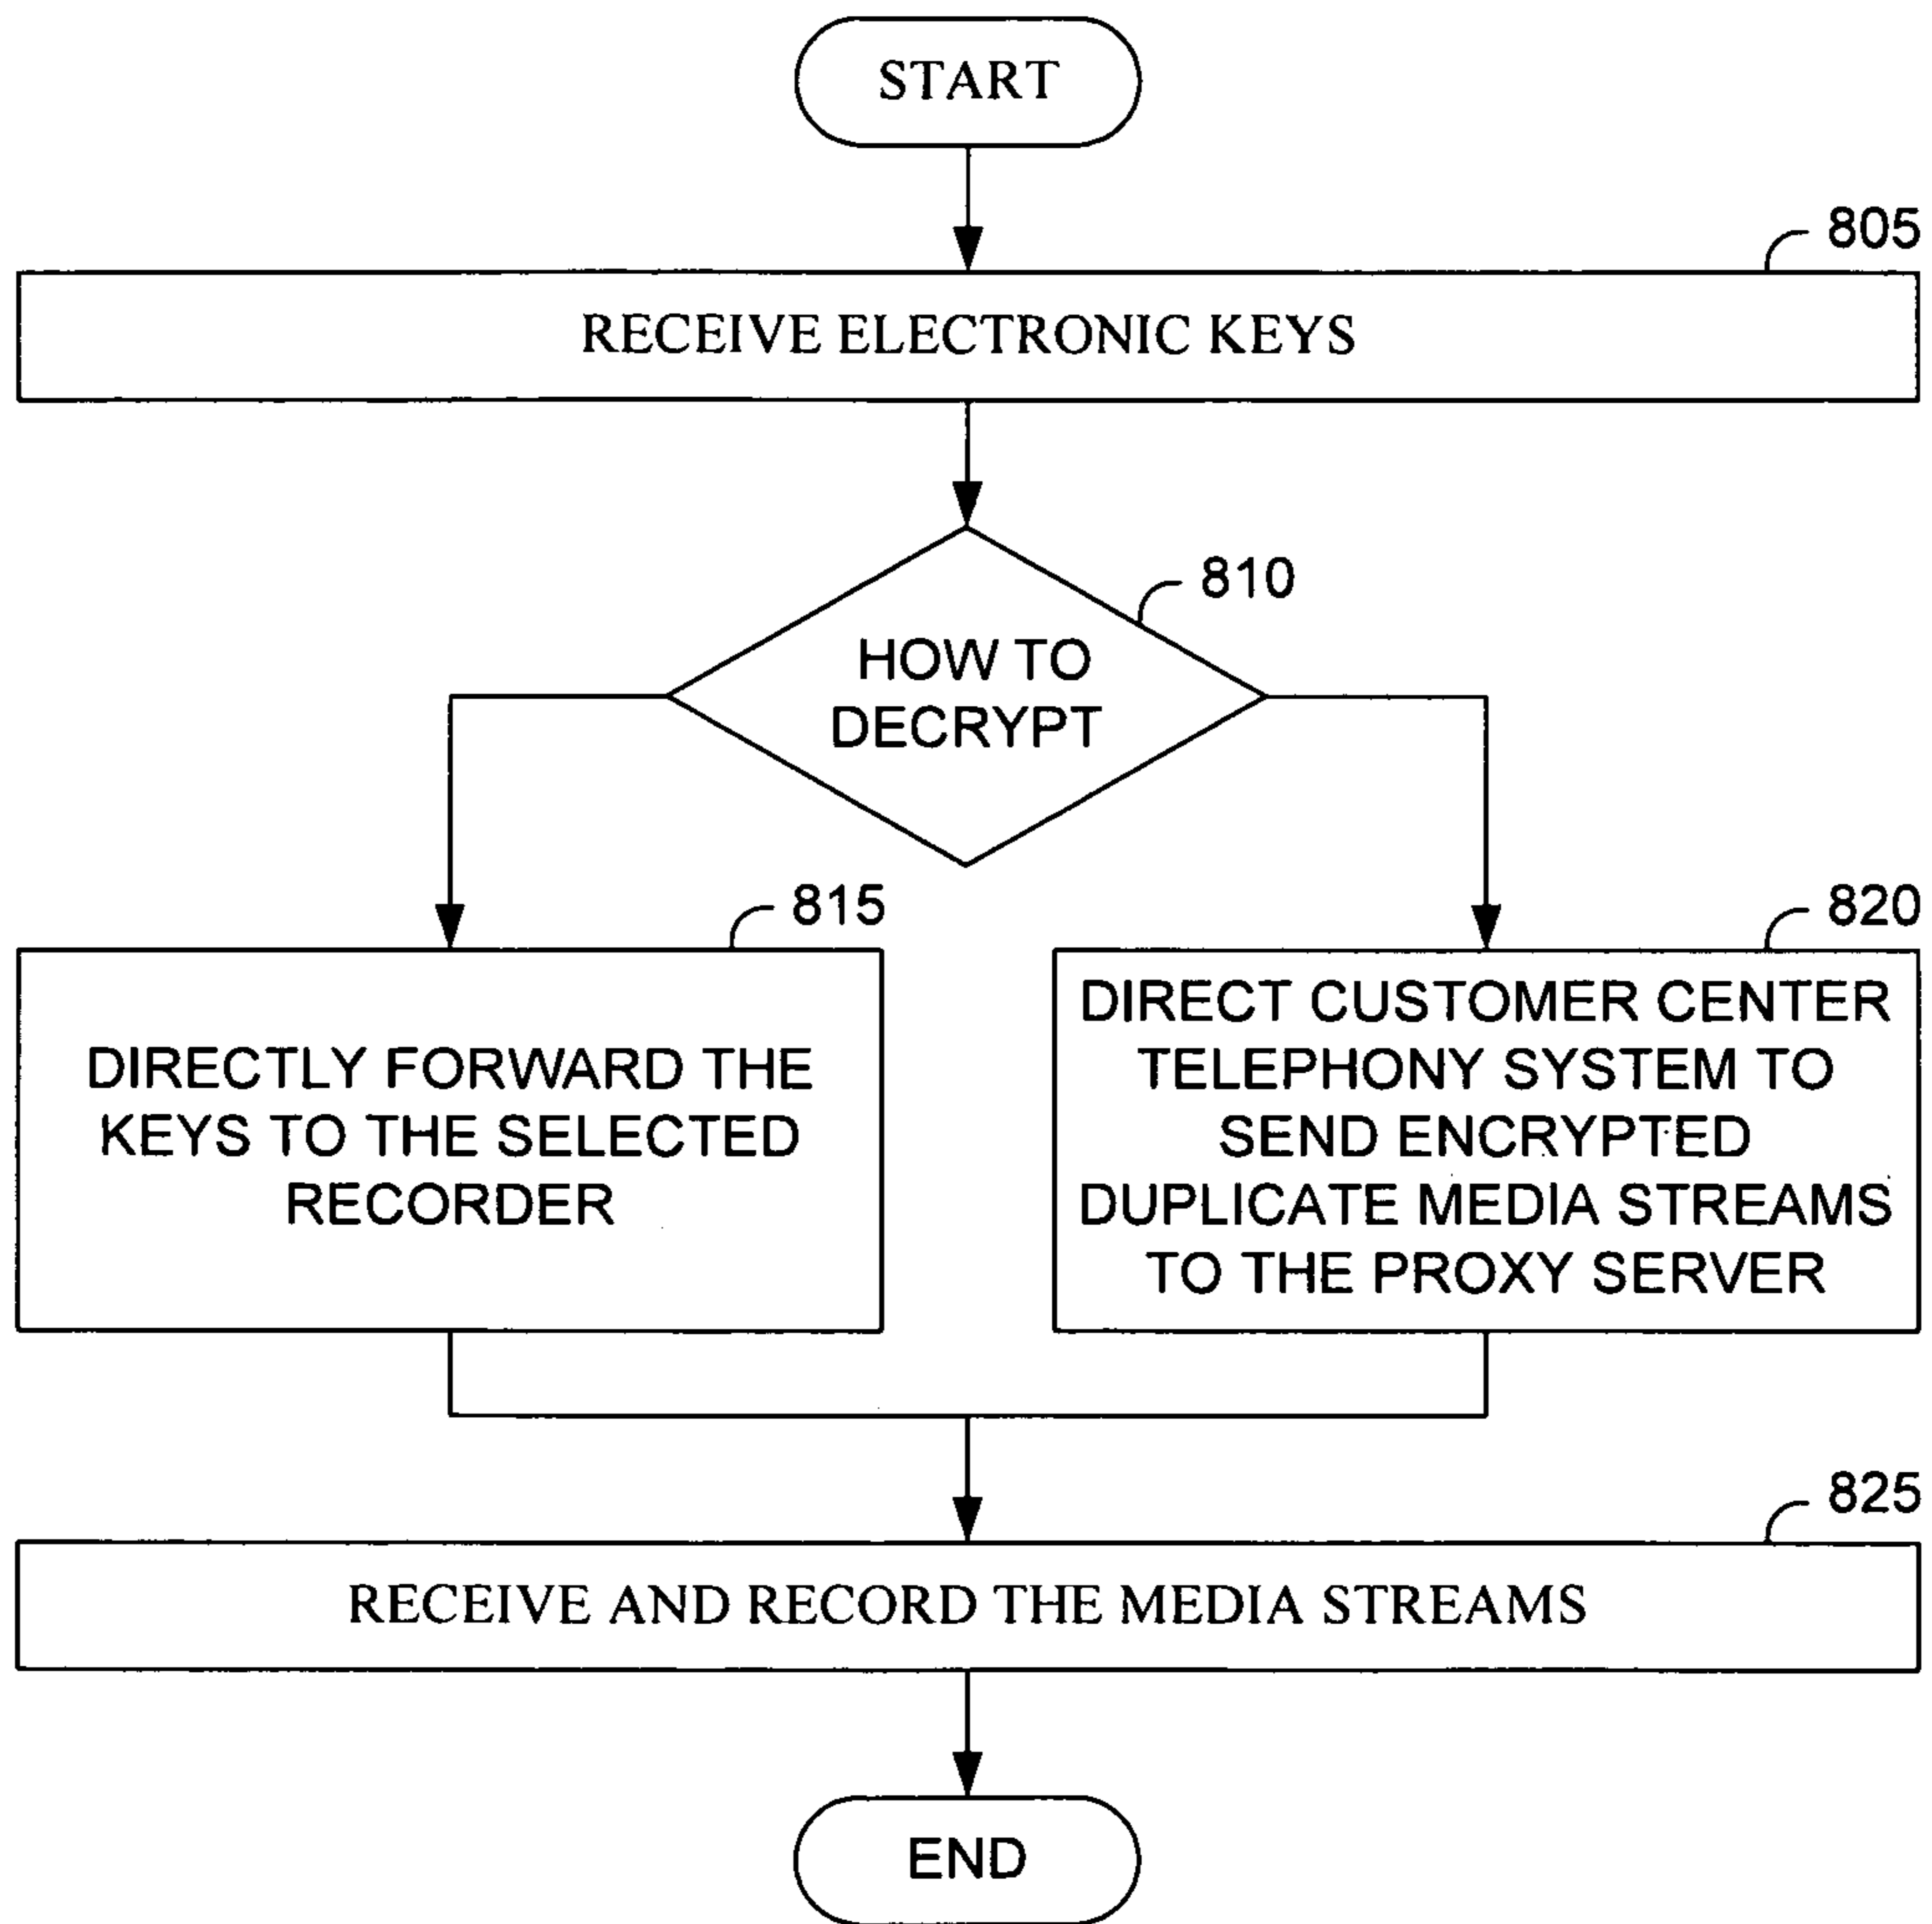 START
805
RECEIVE ELECTRONIC KEYS
810
HOW TO
DECRYPT
815
DIRECTLY FORWARD THE
KEYS TO THE SELECTED
RECORDER
820
DIRECT CUSTOMER CENTER
TELEPHONY SYSTEM TO
SEND ENCRYPTED
DUPLICATE MEDIA STREAMS
TO THE PROXY SERVER
825
RECEIVE AND RECORD THE MEDIA STREAMS
END